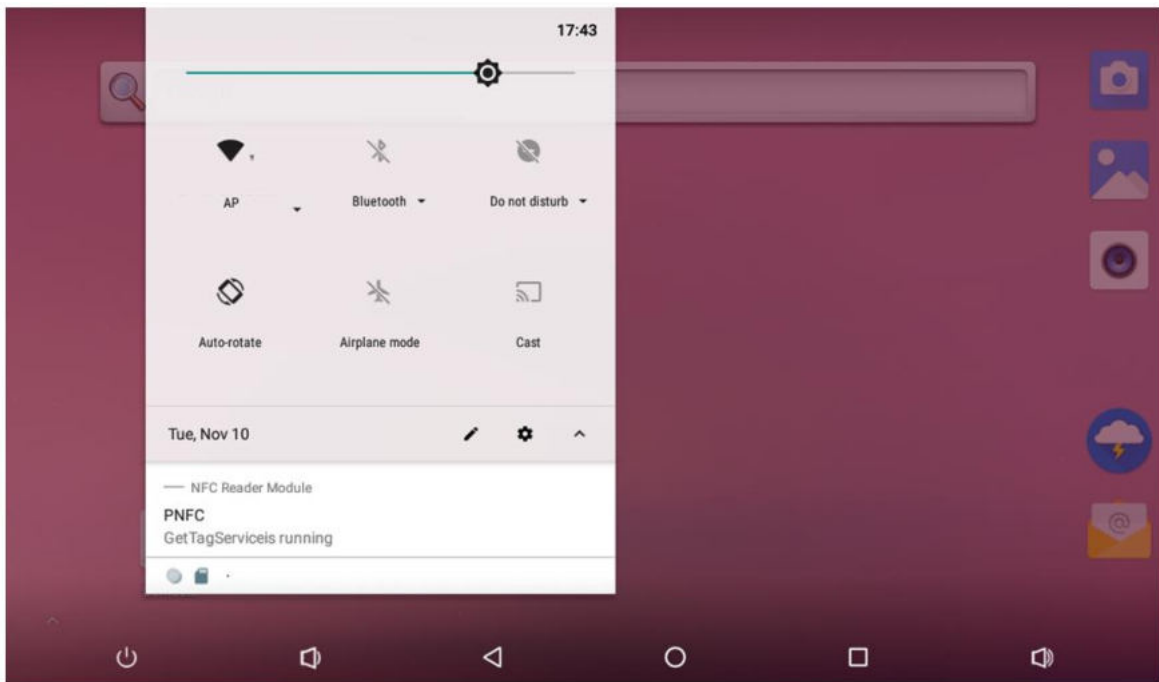 17:43
AP
Bluetooth
Do not disturb
Auto-rotate
Airplane mode
Cast
Tue, Nov 10
NFC Reader Module
PNFC
GetTagServiceis running
@